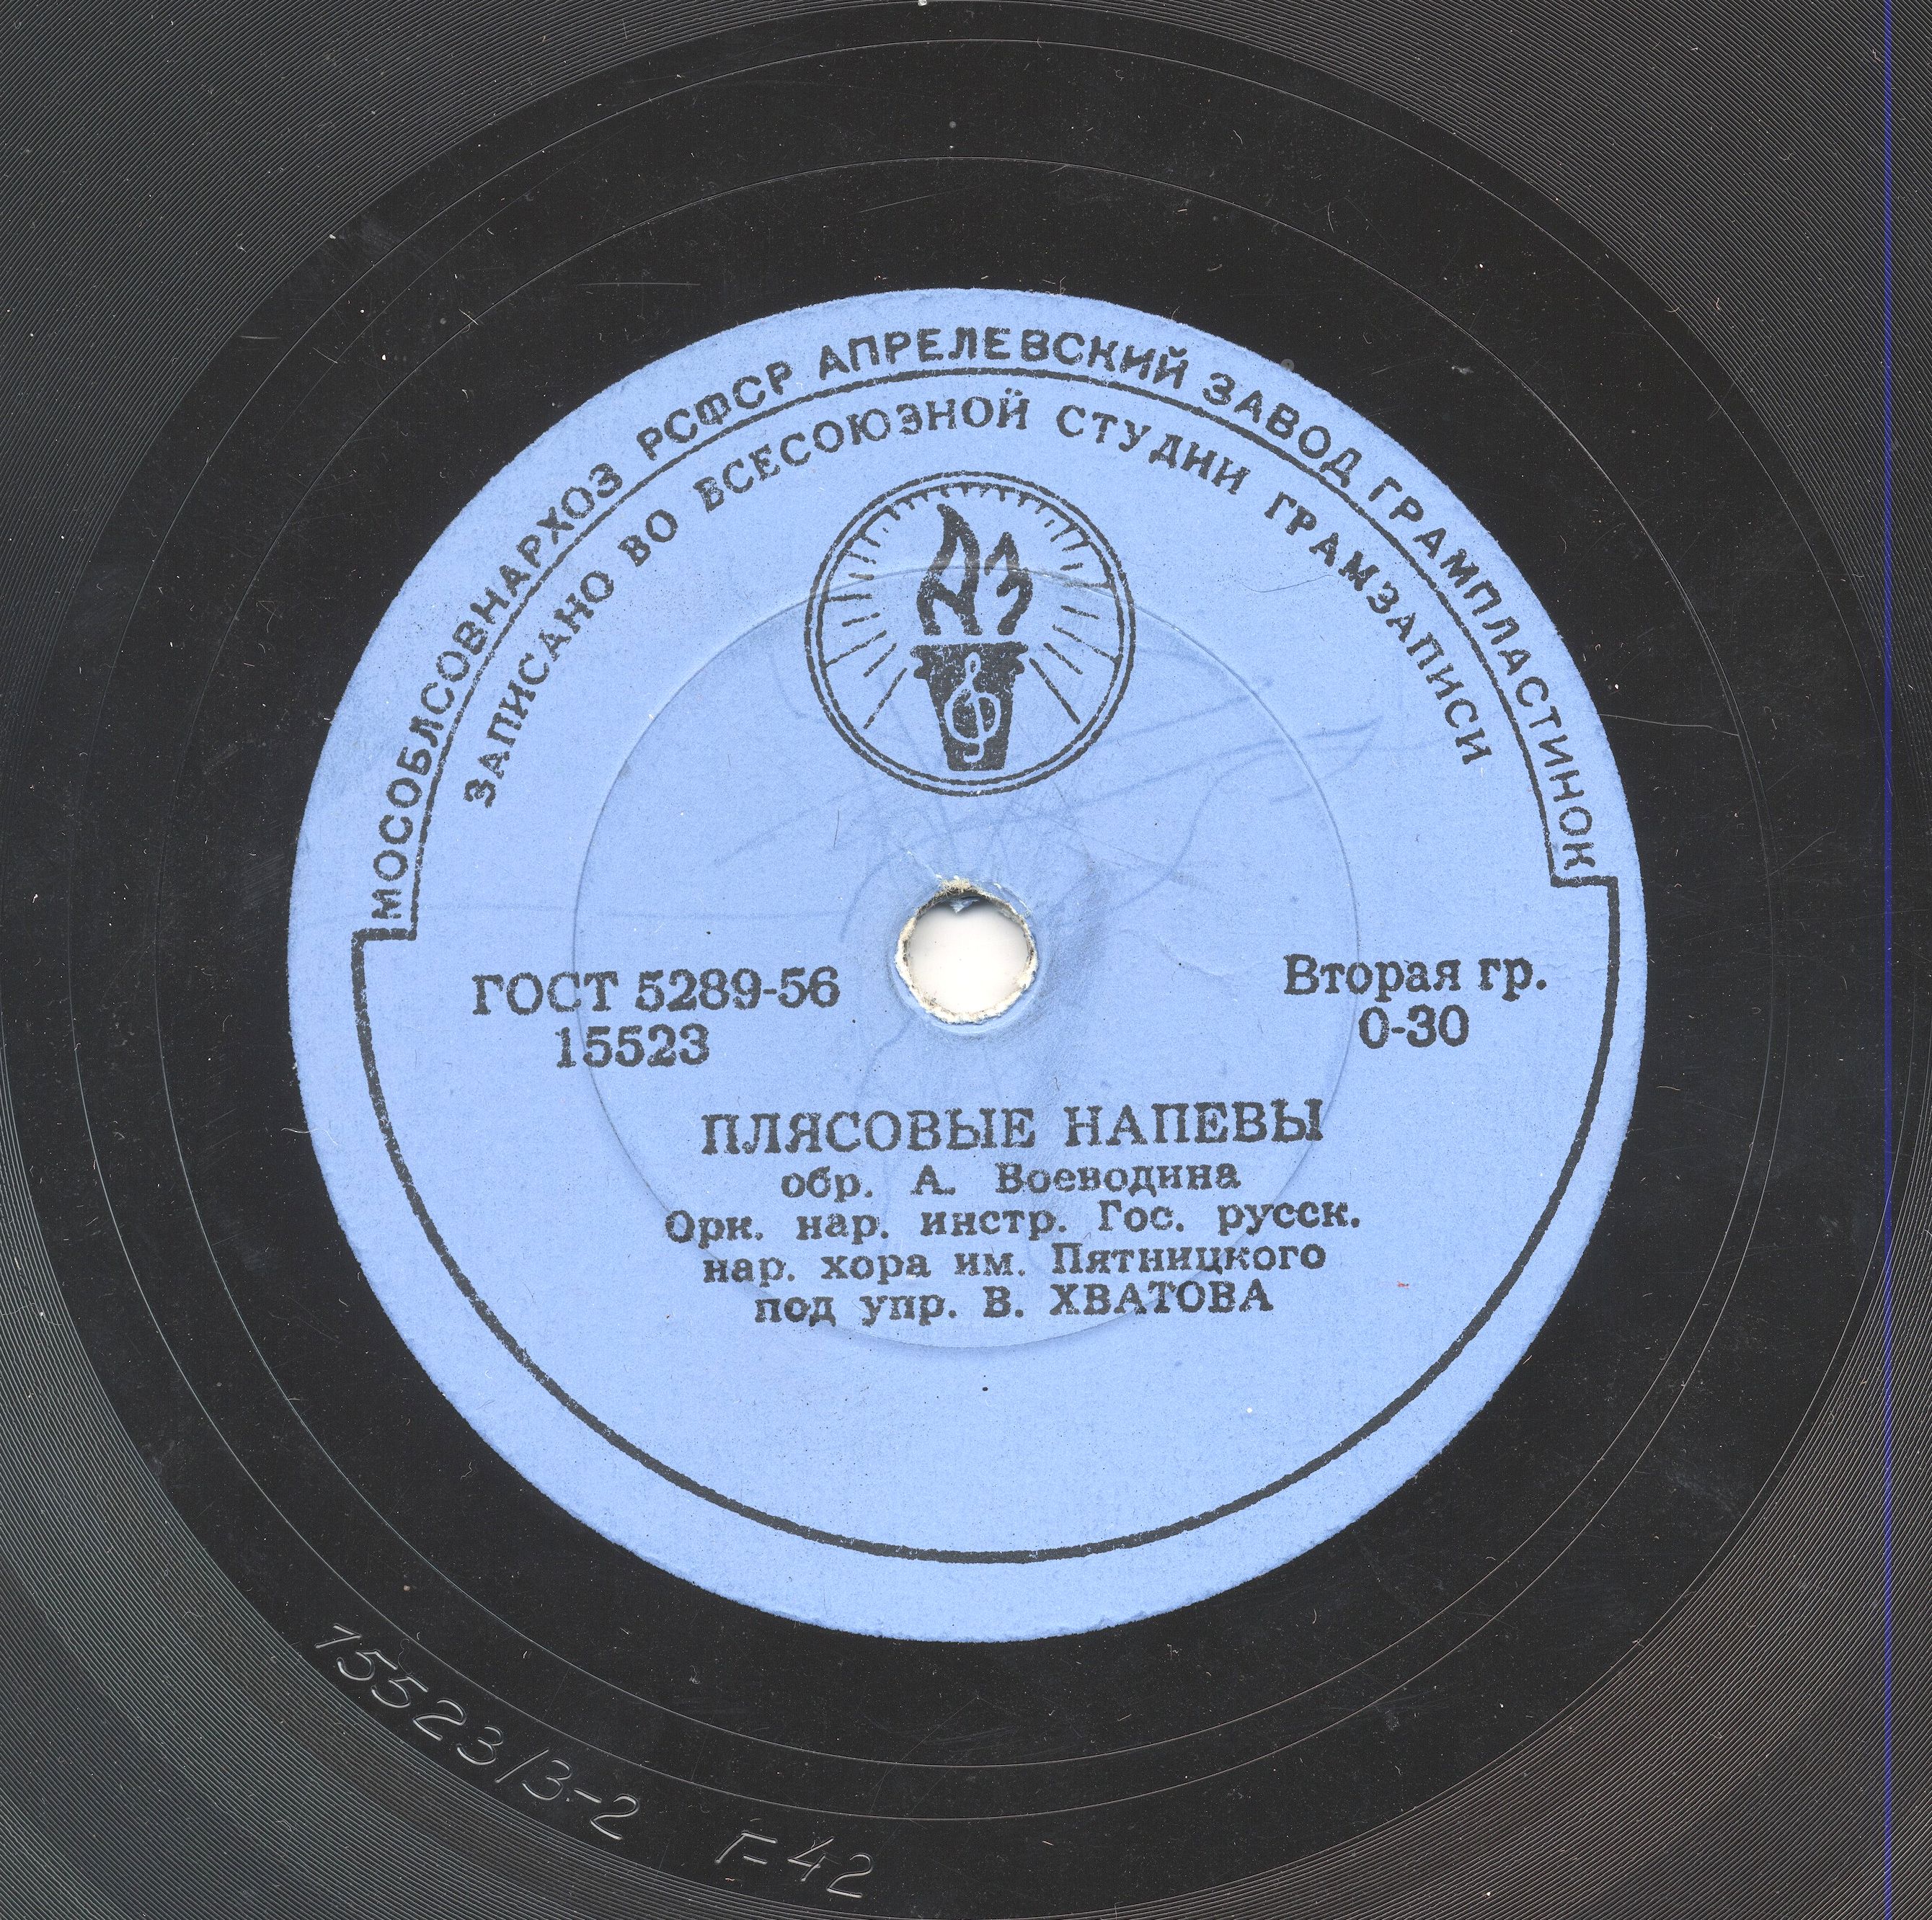 МОСОБЛСОВНАРХОЗ РСФСР АПРЕЛЕВСКИЙ ЗАВОД ГРАМПЛАСТИНОК
ЗАПИСАНО ВО ВСЕСОЮЗНОЙ СТУДИИ ГРАМЗАПИСИ
ГОСТ 5289-56
15523
Вторая гр.
0-30
ПЛЯСОВЫЕ НАПЕВЫ
обр. А. Воеводина
Орк. нар. инстр. Гос. русск.
нар. хора им. Пятницкого
под упр. В. ХВАТОВА
15523/3-2 Г-42